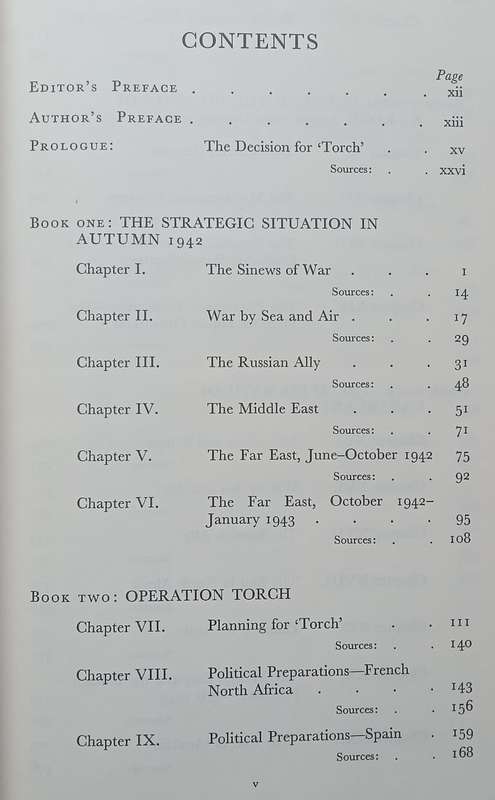 CONTENTS
Page
EDITOR'S PREFACE . . . . . . . xii
AUTHOR'S PREFACE . . . . . . . xiii
PROLOGUE: The Decision for 'Torch' . . xv
Sources: . . xxvi
BOOK ONE: THE STRATEGIC SITUATION IN
AUTUMN 1942
Chapter I. The Sinews of War . . . 1
Sources: . . 14
Chapter II. War by Sea and Air . . . 17
Sources: . . 29
Chapter III. The Russian Ally . . . 31
Sources: . . 48
Chapter IV. The Middle East . . . 51
Sources: . . 71
Chapter V. The Far East, June–October 1942 75
Sources: . . 92
Chapter VI. The Far East, October 1942–
January 1943 . . . . 95
Sources: . . 108
BOOK TWO: OPERATION TORCH
Chapter VII. Planning for 'Torch' . . 111
Sources: . . 140
Chapter VIII. Political Preparations—French
North Africa . . . . 143
Sources: . . 156
Chapter IX. Political Preparations—Spain . 159
Sources: . . 168
v